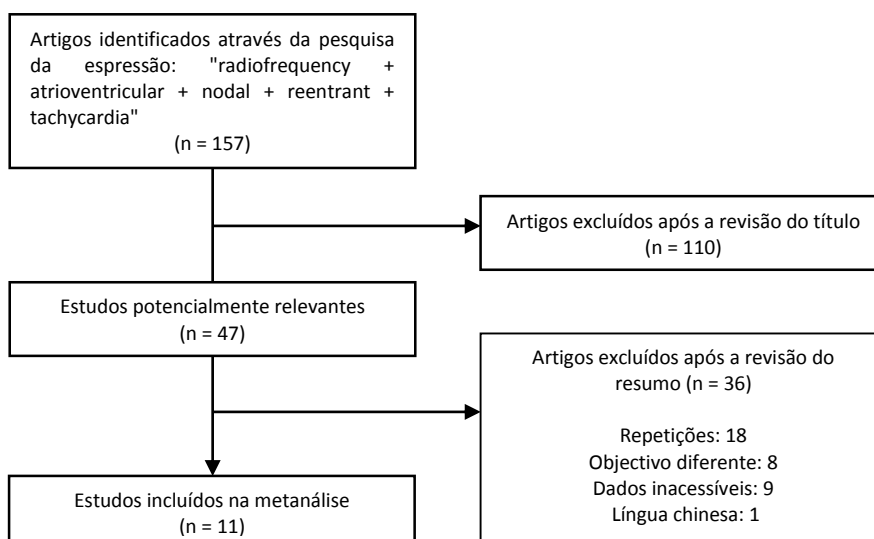 Artigos identificados através da pesquisa
da espressão: "radiofrequency +
atrioventricular + nodal + reentrant +
tachycardia"
(n = 157)
Artigos excluídos após a revisão do título
(n = 110)
Estudos potencialmente relevantes
(n = 47)
Artigos excluídos após a revisão do
resumo (n = 36)
Repetições: 18
Objectivo diferente: 8
Dados inacessíveis: 9
Língua chinesa: 1
Estudos incluídos na metanálise
(n = 11)